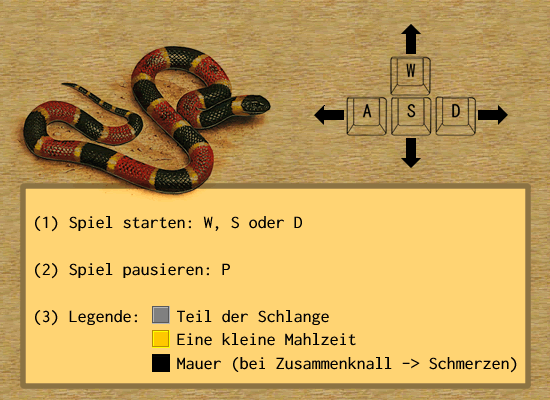 W
A S D
(1) Spiel starten: W, S oder D
(2) Spiel pausieren: P
(3) Legende: Teil der Schlange
Eine kleine Mahlzeit
Mauer (bei Zusammenknall -> Schmerzen)